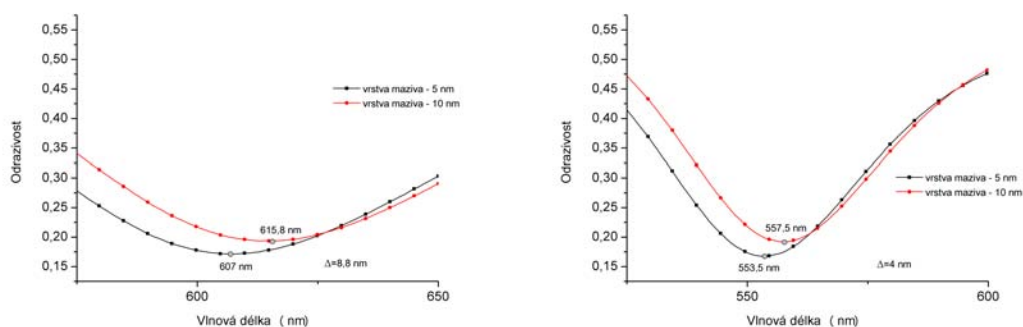 0,55
0,50
0,45
0,40
0,35
0,30
0,25
0,20
0,15
Odrazivost
vrstva maziva - 5 nm
vrstva maziva - 10 nm
615,8 nm
607 nm
Δ=8,8 nm
600
650
Vlnová délka ( nm)
0,55
0,50
0,45
0,40
0,35
0,30
0,25
0,20
0,15
Odrazivost
vrstva maziva - 5 nm
vrstva maziva - 10 nm
557,5 nm
553,5 nm
Δ=4 nm
550
600
Vlnová délka ( nm)